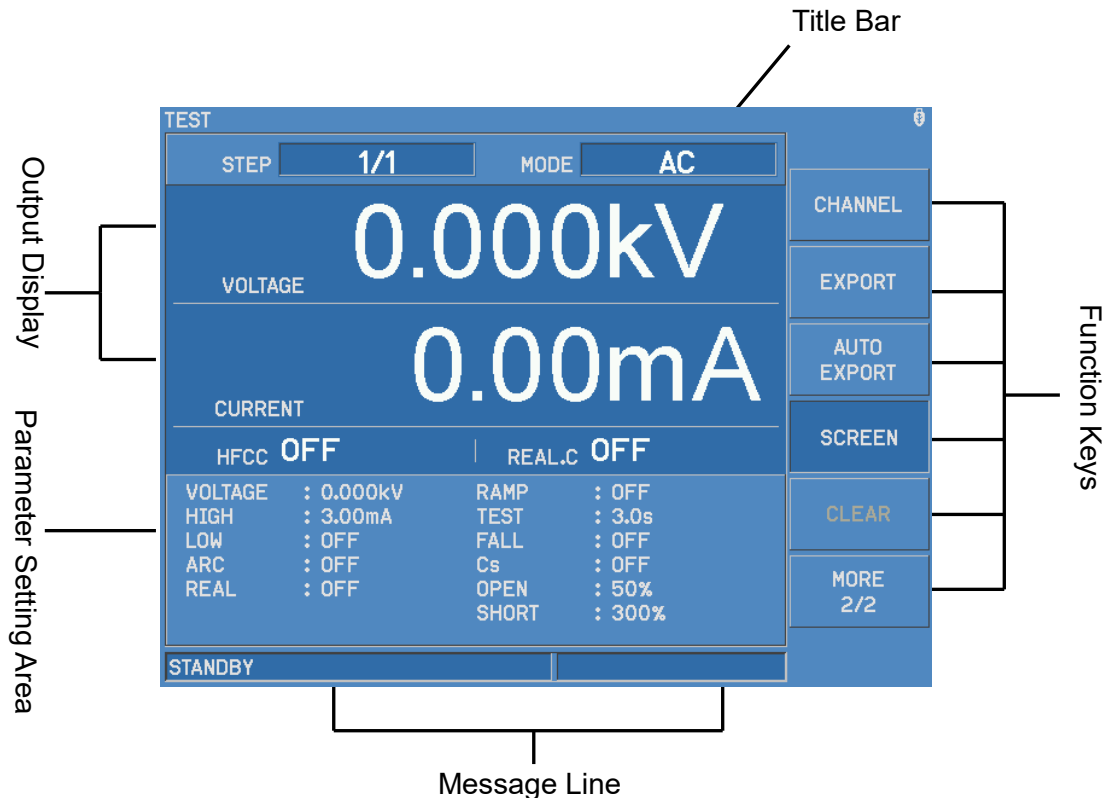 Title Bar
TEST
STEP 1/1 MODE AC
0.000kV
VOLTAGE
0.00mA
CURRENT
HFCC OFF REAL.C OFF
VOLTAGE : 0.000kV RAMP : OFF
HIGH : 3.00mA TEST : 3.0s
LOW : OFF FALL : OFF
ARC : OFF Cs : OFF
REAL : OFF OPEN : 50%
SHORT : 300%
STANDBY
CHANNEL
EXPORT
AUTO
EXPORT
SCREEN
CLEAR
MORE
2/2
Output Display
Parameter Setting Area
Function Keys
Message Line